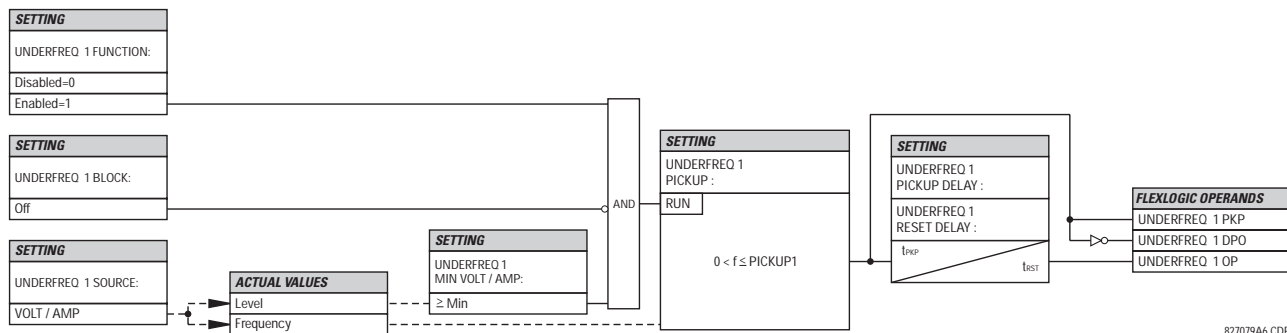 SETTING
UNDERFREQ 1 FUNCTION:
Disabled=0
Enabled=1
SETTING
UNDERFREQ 1 BLOCK:
Off
SETTING
UNDERFREQ 1 SOURCE:
VOLT / AMP
ACTUAL VALUES
Level
Frequency
SETTING
UNDERFREQ 1
MIN VOLT / AMP:
≥ Min
AND
SETTING
UNDERFREQ 1
PICKUP :
RUN
0 < f ≤ PICKUP1
SETTING
UNDERFREQ 1
PICKUP DELAY :
UNDERFREQ 1
RESET DELAY :
tPKP
tRST
FLEXLOGIC OPERANDS
UNDERFREQ 1 PKP
UNDERFREQ 1 DPO
UNDERFREQ 1 OP
827079A6.CDR